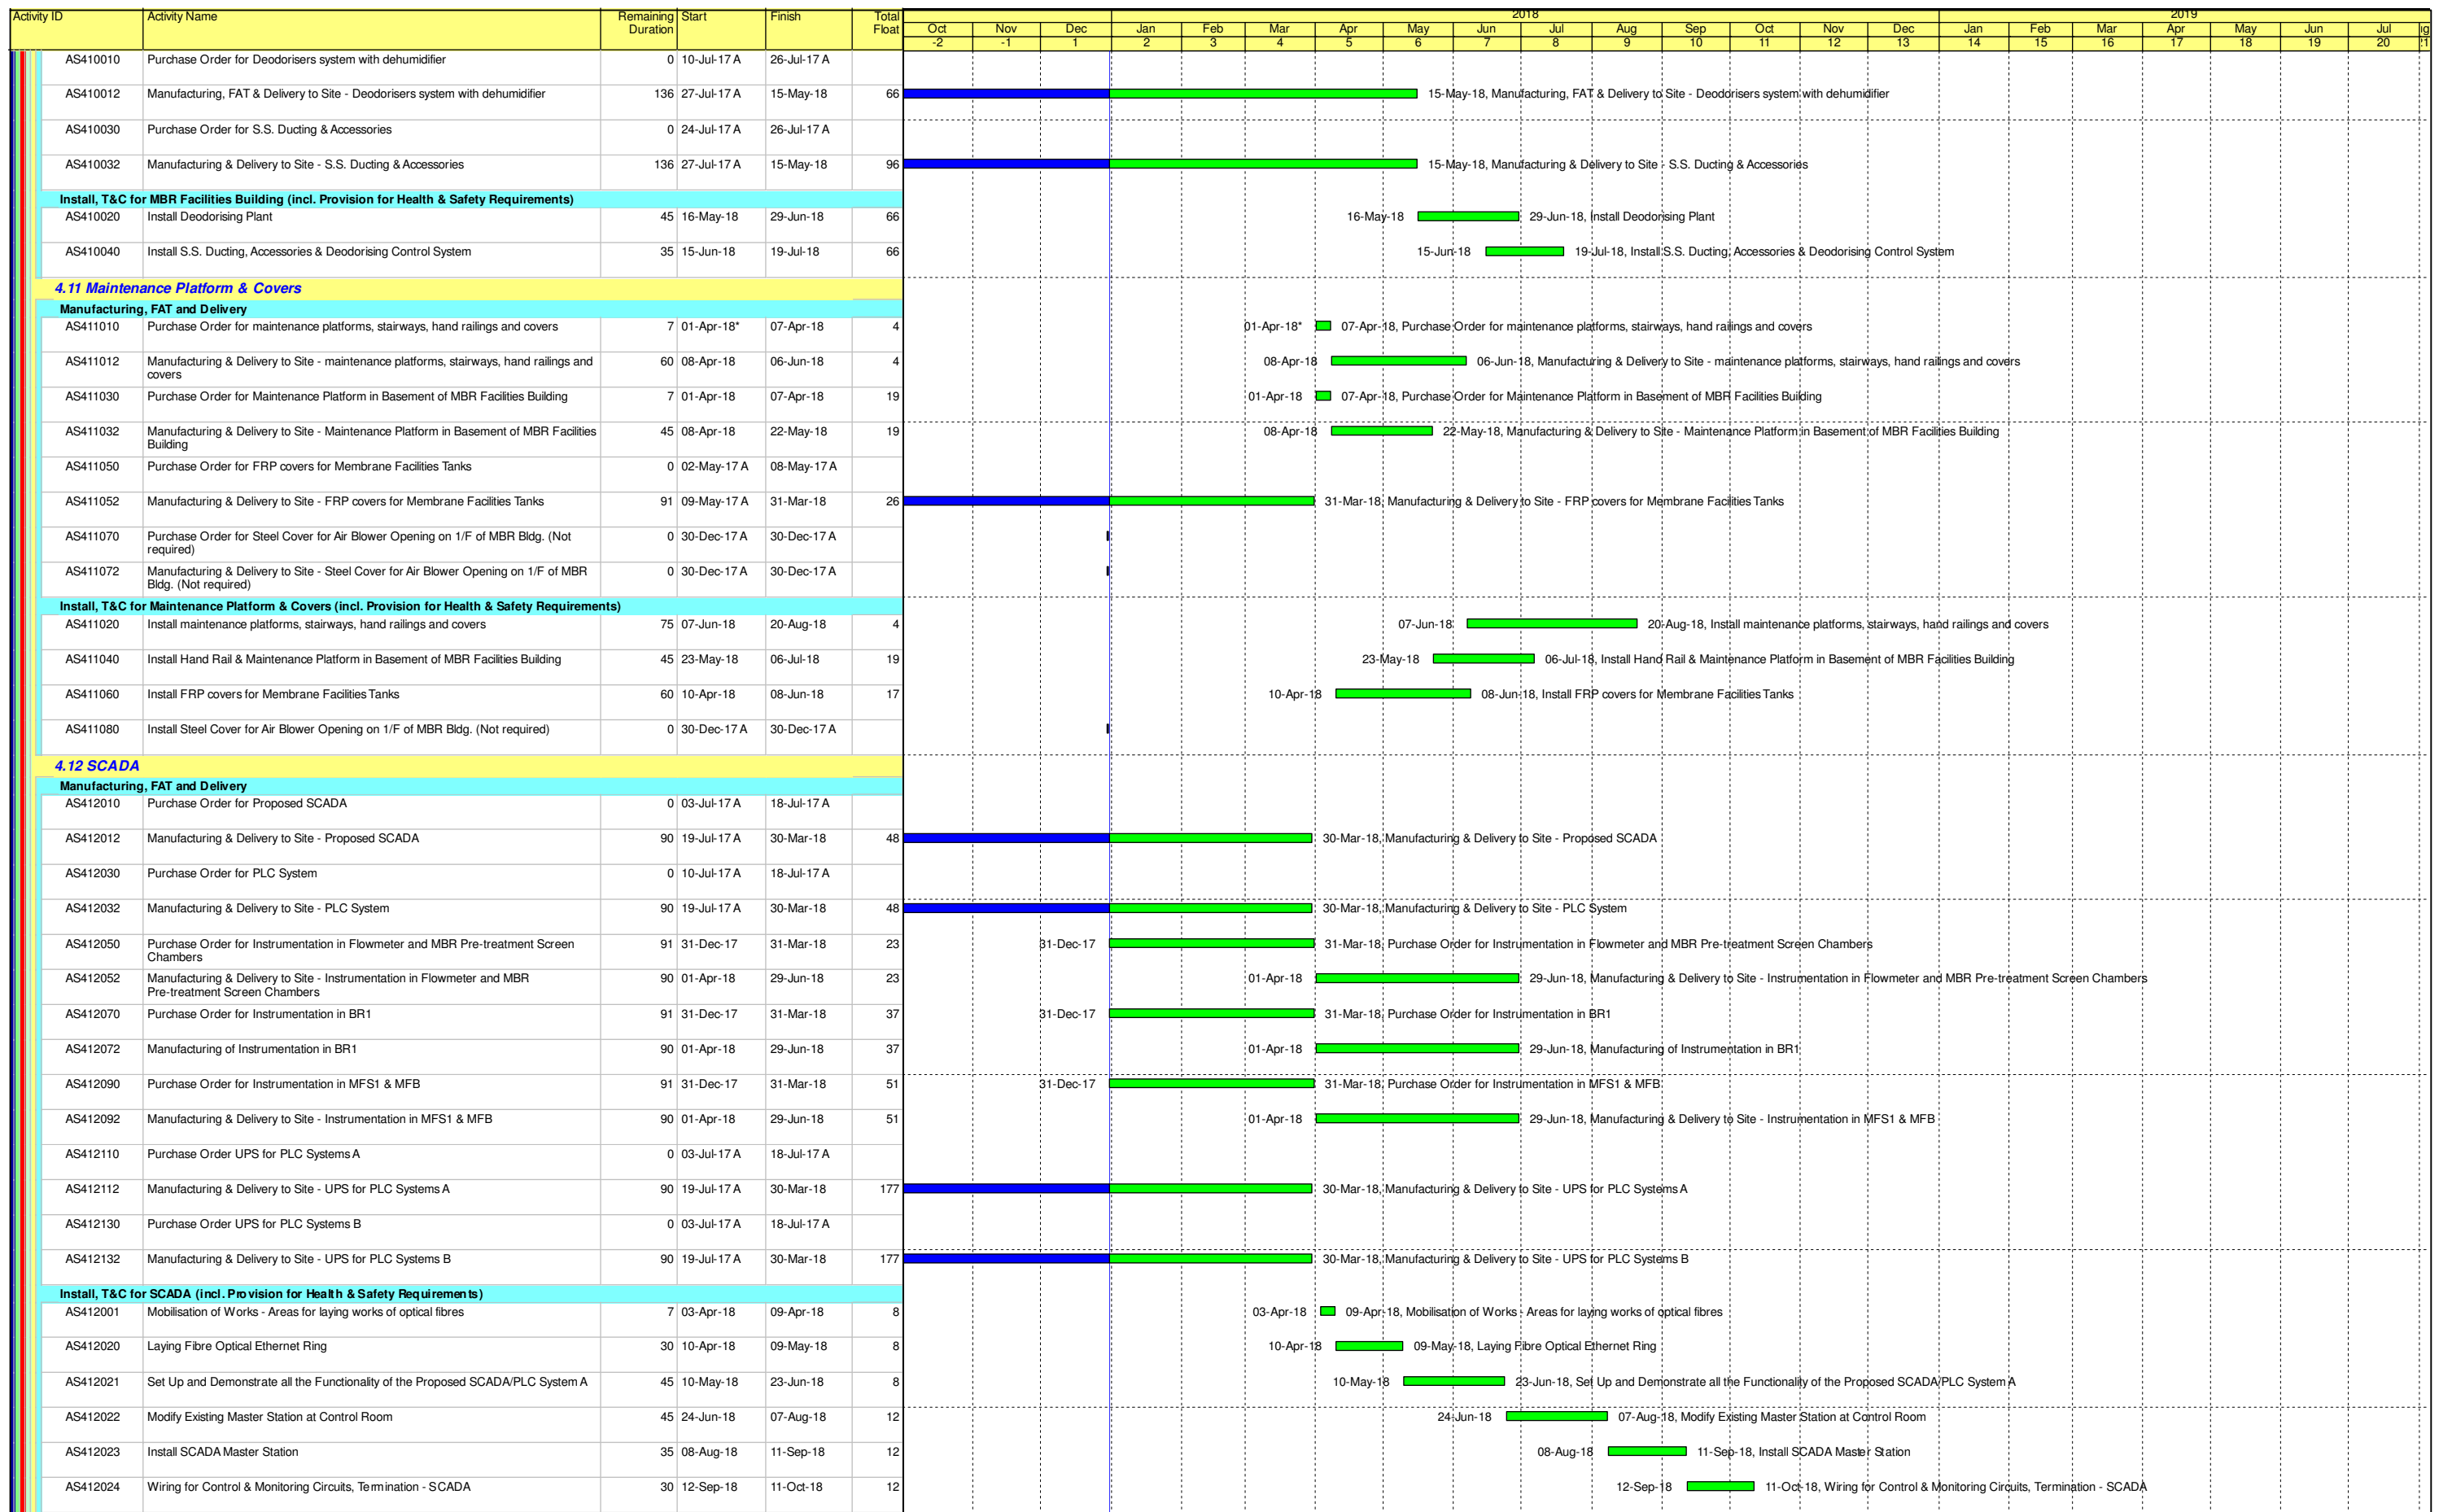 Activity ID Activity Name Remaining Duration Start Finish Total Float 2018 2019
Oct Nov Dec Jan Feb Mar Apr May Jun Jul Aug Sep Oct Nov Dec Jan Feb Mar Apr May Jun Jul
-2 -1 1 2 3 4 5 6 7 8 9 10 11 12 13 14 15 16 17 18 19 20
AS410010 Purchase Order for Deodorisers system with dehumidifier 0 10-Jul-17 A 26-Jul-17 A
AS410012 Manufacturing, FAT & Delivery to Site - Deodorisers system with dehumidifier 136 27-Jul-17 A 15-May-18 66 15-May-18, Manufacturing, FAT & Delivery to Site - Deodorisers system with dehumidifier
AS410030 Purchase Order for S.S. Ducting & Accessories 0 24-Jul-17 A 26-Jul-17 A
AS410032 Manufacturing & Delivery to Site - S.S. Ducting & Accessories 136 27-Jul-17 A 15-May-18 96 15-May-18, Manufacturing & Delivery to Site - S.S. Ducting & Accessories
Install, T&C for MBR Facilities Building (incl. Provision for Health & Safety Requirements)
AS410020 Install Deodorising Plant 45 16-May-18 29-Jun-18 66 16-May-18 29-Jun-18, Install Deodorising Plant
AS410040 Install S.S. Ducting, Accessories & Deodorising Control System 35 15-Jun-18 19-Jul-18 66 15-Jun-18 19-Jul-18, Install S.S. Ducting, Accessories & Deodorising Control System
4.11 Maintenance Platform & Covers
Manufacturing, FAT and Delivery
AS411010 Purchase Order for maintenance platforms, stairways, hand railings and covers 7 01-Apr-18* 07-Apr-18 4 01-Apr-18* 07-Apr-18, Purchase Order for maintenance platforms, stairways, hand railings and covers
AS411012 Manufacturing & Delivery to Site - maintenance platforms, stairways, hand railings and 60 08-Apr-18 06-Jun-18 4 08-Apr-18 06-Jun-18, Manufacturing & Delivery to Site - maintenance platforms, stairways, hand railings and covers
covers
AS411030 Purchase Order for Maintenance Platform in Basement of MBR Facilities Building 7 01-Apr-18 07-Apr-18 19 01-Apr-18 07-Apr-18, Purchase Order for Maintenance Platform in Basement of MBR Facilities Building
AS411032 Manufacturing & Delivery to Site - Maintenance Platform in Basement of MBR Facilities 45 08-Apr-18 22-May-18 19 08-Apr-18 22-May-18, Manufacturing & Delivery to Site - Maintenance Platform in Basement of MBR Facilities Building
Building
AS411050 Purchase Order for FRP covers for Membrane Facilities Tanks 0 02-May-17 A 08-May-17 A
AS411052 Manufacturing & Delivery to Site - FRP covers for Membrane Facilities Tanks 91 09-May-17 A 31-Mar-18 26 31-Mar-18, Manufacturing & Delivery to Site - FRP covers for Membrane Facilities Tanks
AS411070 Purchase Order for Steel Cover for Air Blower Opening on 1/F of MBR Bldg. (Not 0 30-Dec-17 A 30-Dec-17 A
required)
AS411072 Manufacturing & Delivery to Site - Steel Cover for Air Blower Opening on 1/F of MBR 0 30-Dec-17 A 30-Dec-17 A
Bldg. (Not required)
Install, T&C for Maintenance Platform & Covers (incl. Provision for Health & Safety Requirements)
AS411020 Install maintenance platforms, stairways, hand railings and covers 75 07-Jun-18 20-Aug-18 4 07-Jun-18 20-Aug-18, Install maintenance platforms, stairways, hand railings and covers
AS411040 Install Hand Rail & Maintenance Platform in Basement of MBR Facilities Building 45 23-May-18 06-Jul-18 19 23-May-18 06-Jul-18, Install Hand Rail & Maintenance Platform in Basement of MBR Facilities Building
AS411060 Install FRP covers for Membrane Facilities Tanks 60 10-Apr-18 08-Jun-18 17 10-Apr-18 08-Jun-18, Install FRP covers for Membrane Facilities Tanks
AS411080 Install Steel Cover for Air Blower Opening on 1/F of MBR Bldg. (Not required) 0 30-Dec-17 A 30-Dec-17 A
4.12 SCADA
Manufacturing, FAT and Delivery
AS412010 Purchase Order for Proposed SCADA 0 03-Jul-17 A 18-Jul-17 A
AS412012 Manufacturing & Delivery to Site - Proposed SCADA 90 19-Jul-17 A 30-Mar-18 48 30-Mar-18, Manufacturing & Delivery to Site - Proposed SCADA
AS412030 Purchase Order for PLC System 0 10-Jul-17 A 18-Jul-17 A
AS412032 Manufacturing & Delivery to Site - PLC System 90 19-Jul-17 A 30-Mar-18 48 30-Mar-18, Manufacturing & Delivery to Site - PLC System
AS412050 Purchase Order for Instrumentation in Flowmeter and MBR Pre-treatment Screen 91 31-Dec-17 31-Mar-18 23 31-Dec-17 31-Mar-18, Purchase Order for Instrumentation in Flowmeter and MBR Pre-treatment Screen Chambers
Chambers
AS412052 Manufacturing & Delivery to Site - Instrumentation in Flowmeter and MBR 90 01-Apr-18 29-Jun-18 23 01-Apr-18 29-Jun-18, Manufacturing & Delivery to Site - Instrumentation in Flowmeter and MBR Pre-treatment Screen Chambers
Pre-treatment Screen Chambers
AS412070 Purchase Order for Instrumentation in BR1 91 31-Dec-17 31-Mar-18 37 31-Dec-17 31-Mar-18, Purchase Order for Instrumentation in BR1
AS412072 Manufacturing of Instrumentation in BR1 90 01-Apr-18 29-Jun-18 37 01-Apr-18 29-Jun-18, Manufacturing of Instrumentation in BR1
AS412090 Purchase Order for Instrumentation in MFS1 & MFB 91 31-Dec-17 31-Mar-18 51 31-Dec-17 31-Mar-18, Purchase Order for Instrumentation in MFS1 & MFB
AS412092 Manufacturing & Delivery to Site - Instrumentation in MFS1 & MFB 90 01-Apr-18 29-Jun-18 51 01-Apr-18 29-Jun-18, Manufacturing & Delivery to Site - Instrumentation in MFS1 & MFB
AS412110 Purchase Order UPS for PLC Systems A 0 03-Jul-17 A 18-Jul-17 A
AS412112 Manufacturing & Delivery to Site - UPS for PLC Systems A 90 19-Jul-17 A 30-Mar-18 177 30-Mar-18, Manufacturing & Delivery to Site - UPS for PLC Systems A
AS412130 Purchase Order UPS for PLC Systems B 0 03-Jul-17 A 18-Jul-17 A
AS412132 Manufacturing & Delivery to Site - UPS for PLC Systems B 90 19-Jul-17 A 30-Mar-18 177 30-Mar-18, Manufacturing & Delivery to Site - UPS for PLC Systems B
Install, T&C for SCADA (incl. Provision for Health & Safety Requirements)
AS412001 Mobilisation of Works - Areas for laying works of optical fibres 7 03-Apr-18 09-Apr-18 8 03-Apr-18 09-Apr-18, Mobilisation of Works - Areas for laying works of optical fibres
AS412020 Laying Fibre Optical Ethernet Ring 30 10-Apr-18 09-May-18 8 10-Apr-18 09-May-18, Laying Fibre Optical Ethernet Ring
AS412021 Set Up and Demonstrate all the Functionality of the Proposed SCADA/PLC System A 45 10-May-18 23-Jun-18 8 10-May-18 23-Jun-18, Set Up and Demonstrate all the Functionality of the Proposed SCADA/PLC System A
AS412022 Modify Existing Master Station at Control Room 45 24-Jun-18 07-Aug-18 12 24-Jun-18 07-Aug-18, Modify Existing Master Station at Control Room
AS412023 Install SCADA Master Station 35 08-Aug-18 11-Sep-18 12 08-Aug-18 11-Sep-18, Install SCADA Master Station
AS412024 Wiring for Control & Monitoring Circuits, Termination - SCADA 30 12-Sep-18 11-Oct-18 12 12-Sep-18 11-Oct-18, Wiring for Control & Monitoring Circuits, Termination - SCADA